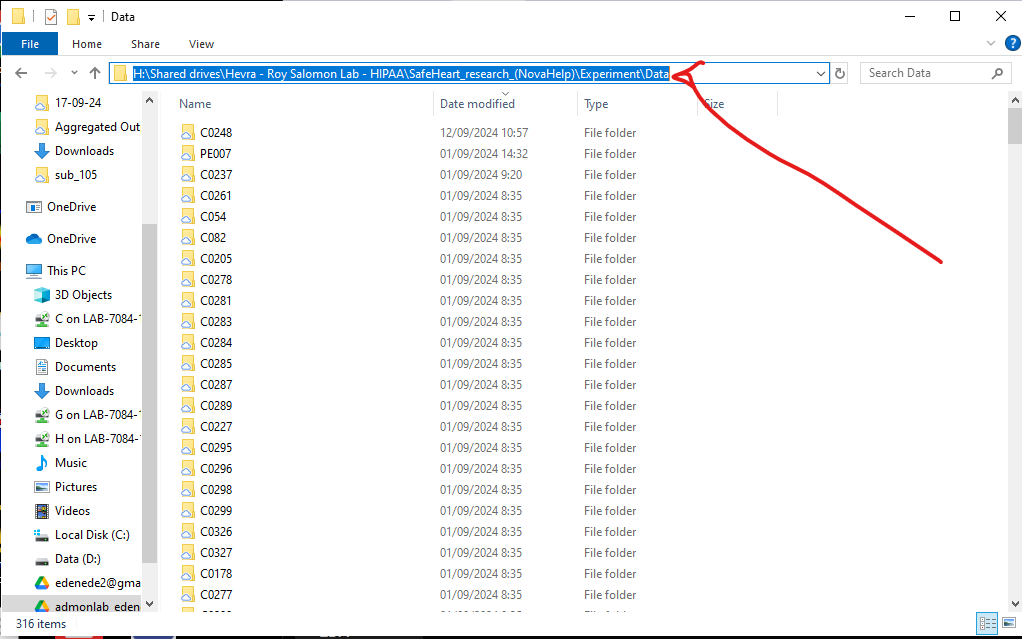 Data
File Home Share View
H:\Shared drives\Hevra - Roy Salomon Lab - HIPAA\SafeHeart_research_(NovaHelp)\Experiment\Data
Search Data
17-09-24
Aggregated Out
Downloads
sub_105
OneDrive
OneDrive
This PC
3D Objects
C on LAB-7084-1
Desktop
Documents
Downloads
G on LAB-7084-1
H on LAB-7084-1
Music
Pictures
Videos
Local Disk (C:)
Data (D:)
edenede2@gma
admonlab_eden
Name Date modified Type Size
C0248 12/09/2024 10:57 File folder
PE007 01/09/2024 14:32 File folder
C0237 01/09/2024 9:20 File folder
C0261 01/09/2024 8:35 File folder
C054 01/09/2024 8:35 File folder
C082 01/09/2024 8:35 File folder
C0205 01/09/2024 8:35 File folder
C0278 01/09/2024 8:35 File folder
C0281 01/09/2024 8:35 File folder
C0283 01/09/2024 8:35 File folder
C0284 01/09/2024 8:35 File folder
C0285 01/09/2024 8:35 File folder
C0287 01/09/2024 8:35 File folder
C0289 01/09/2024 8:35 File folder
C0227 01/09/2024 8:35 File folder
C0295 01/09/2024 8:35 File folder
C0296 01/09/2024 8:35 File folder
C0298 01/09/2024 8:35 File folder
C0299 01/09/2024 8:35 File folder
C0326 01/09/2024 8:35 File folder
C0327 01/09/2024 8:35 File folder
C0178 01/09/2024 8:35 File folder
C0277 01/09/2024 8:35 File folder
316 items